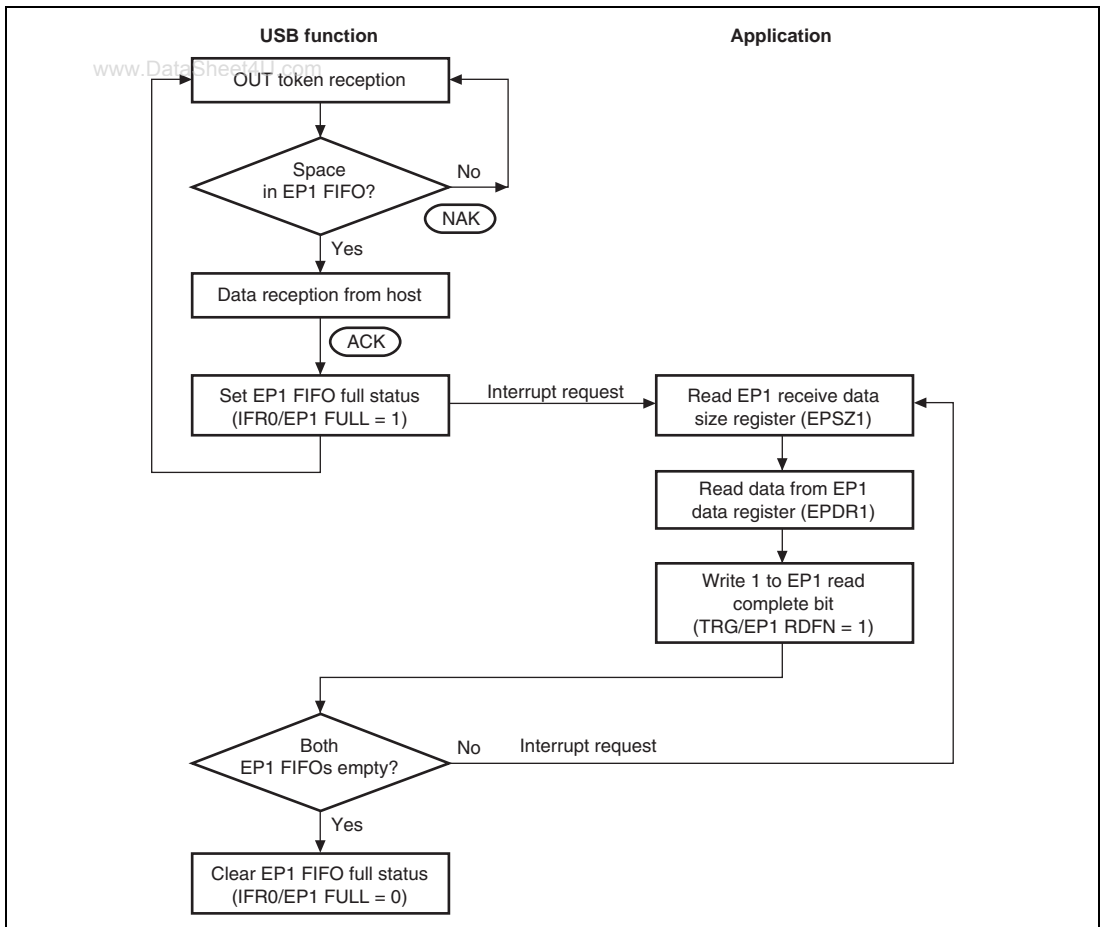 USB function
Application
www.DataSheet4U.com
OUT token reception
Space
in EP1 FIFO?
No
NAK
Yes
Data reception from host
ACK
Set EP1 FIFO full status
(IFR0/EP1 FULL = 1)
Interrupt request
Read EP1 receive data
size register (EPSZ1)
Read data from EP1
data register (EPDR1)
Write 1 to EP1 read
complete bit
(TRG/EP1 RDFN = 1)
Both
EP1 FIFOs empty?
No
Interrupt request
Yes
Clear EP1 FIFO full status
(IFR0/EP1 FULL = 0)